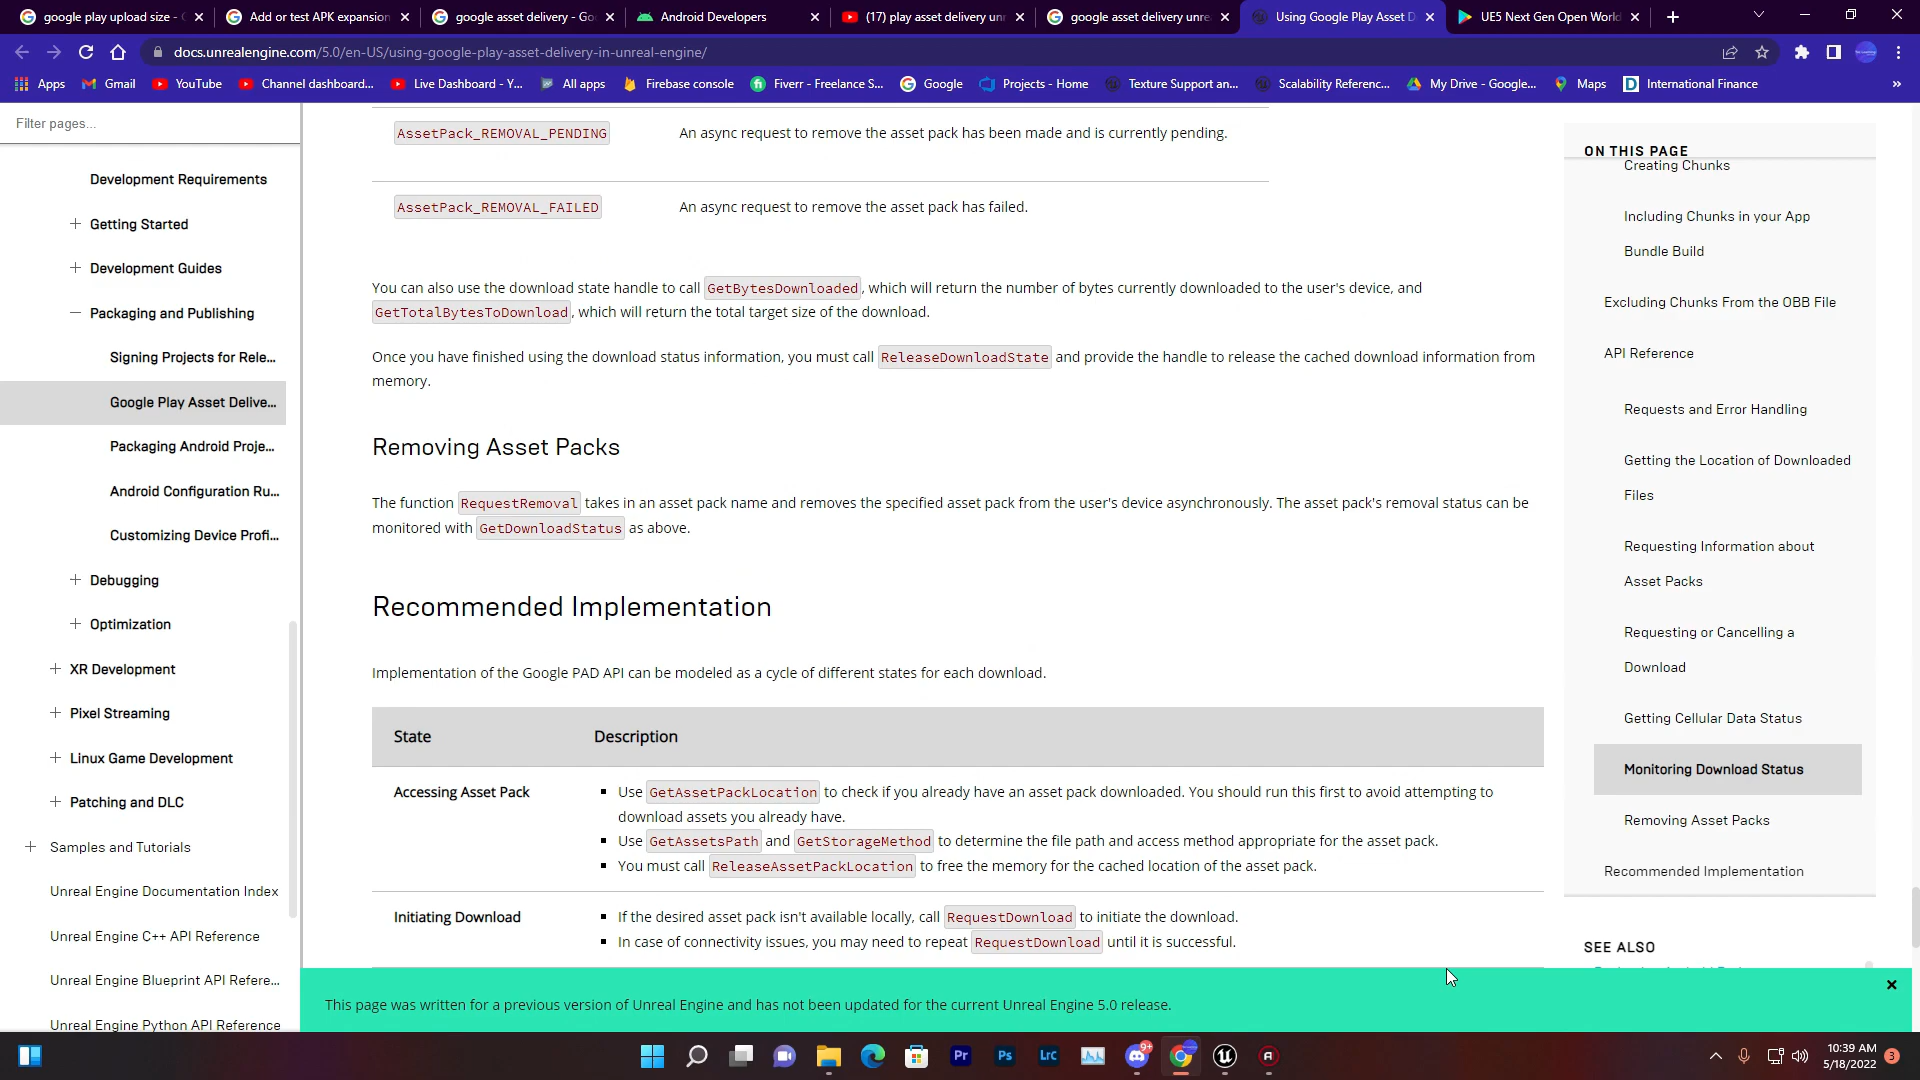 google play upload size -
Add or test APK expansion
google asset delivery - Go
Android Developers
(17) play asset delivery unr
google asset delivery unrea
Using Google Play Asset D
UE5 Next Gen Open World
docs.unrealengine.com/5.0/en-US/using-google-play-asset-delivery-in-unreal-engine/
Apps
Gmail
YouTube
Channel dashboard...
Live Dashboard - Y...
All apps
Firebase console
Fiverr - Freelance S...
Google
Projects - Home
Texture Support an...
Scalability Referenc...
My Drive - Google...
Maps
International Finance
Filter pages...
Development Requirements
Getting Started
Development Guides
Packaging and Publishing
Signing Projects for Rele...
Google Play Asset Delive...
Packaging Android Proje...
Android Configuration Ru...
Customizing Device Profi...
Debugging
Optimization
XR Development
Pixel Streaming
Linux Game Development
Patching and DLC
Samples and Tutorials
Unreal Engine Documentation Index
Unreal Engine C++ API Reference
Unreal Engine Blueprint API Refere...
Unreal Engine Python API Reference
AssetPack_REMOVAL_PENDING
An async request to remove the asset pack has been made and is currently pending.
AssetPack_REMOVAL_FAILED
An async request to remove the asset pack has failed.
You can also use the download state handle to call GetBytesDownloaded, which will return the number of bytes currently downloaded to the user's device, and
GetTotalBytesToDownload, which will return the total target size of the download.
Once you have finished using the download status information, you must call ReleaseDownloadState and provide the handle to release the cached download information from
memory.
Removing Asset Packs
The function RequestRemoval takes in an asset pack name and removes the specified asset pack from the user's device asynchronously. The asset pack's removal status can be
monitored with GetDownloadStatus as above.
Recommended Implementation
Implementation of the Google PAD API can be modeled as a cycle of different states for each download.
State
Description
Accessing Asset Pack
Use GetAssetPackLocation to check if you already have an asset pack downloaded. You should run this first to avoid attempting to
download assets you already have.
Use GetAssetsPath and GetStorageMethod to determine the file path and access method appropriate for the asset pack.
You must call ReleaseAssetPackLocation to free the memory for the cached location of the asset pack.
Initiating Download
If the desired asset pack isn't available locally, call RequestDownload to initiate the download.
In case of connectivity issues, you may need to repeat RequestDownload until it is successful.
ON THIS PAGE
Creating Chunks
Including Chunks in your App
Bundle Build
Excluding Chunks From the OBB File
API Reference
Requests and Error Handling
Getting the Location of Downloaded
Files
Requesting Information about
Asset Packs
Requesting or Cancelling a
Download
Getting Cellular Data Status
Monitoring Download Status
Removing Asset Packs
Recommended Implementation
SEE ALSO
This page was written for a previous version of Unreal Engine and has not been updated for the current Unreal Engine 5.0 release.
Pr
Ps
LrC
9+
10:39 AM
5/18/2022
3